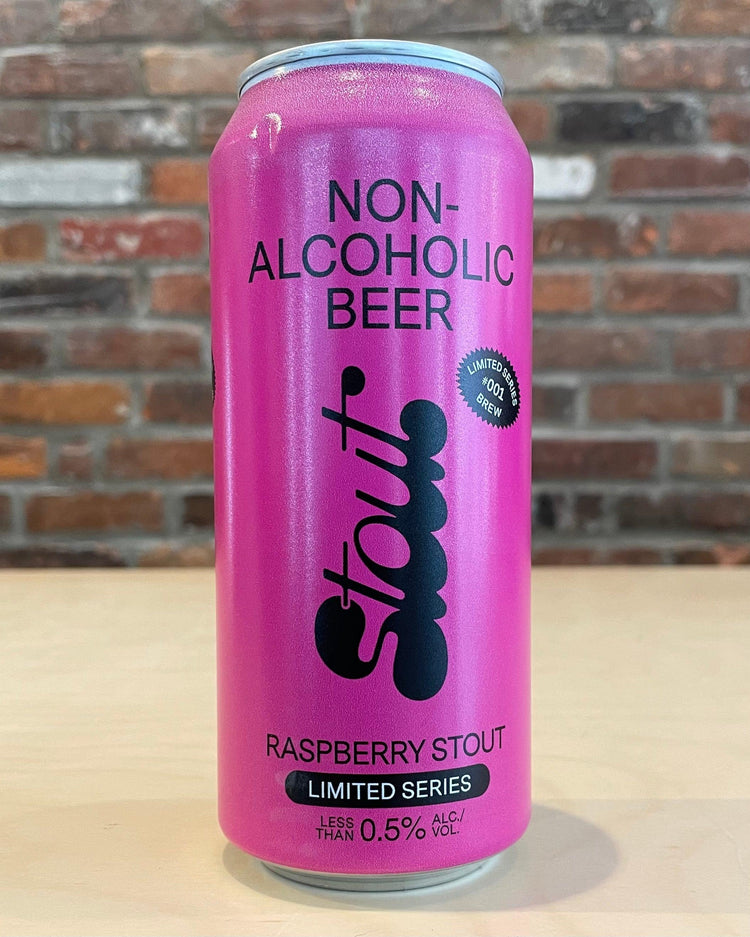 NON-
ALCOHOLIC
BEER
LIMITED SERIES
#001
BREW
Stout
RASPBERRY STOUT
LIMITED SERIES
LESS THAN 0.5% ALC./VOL.